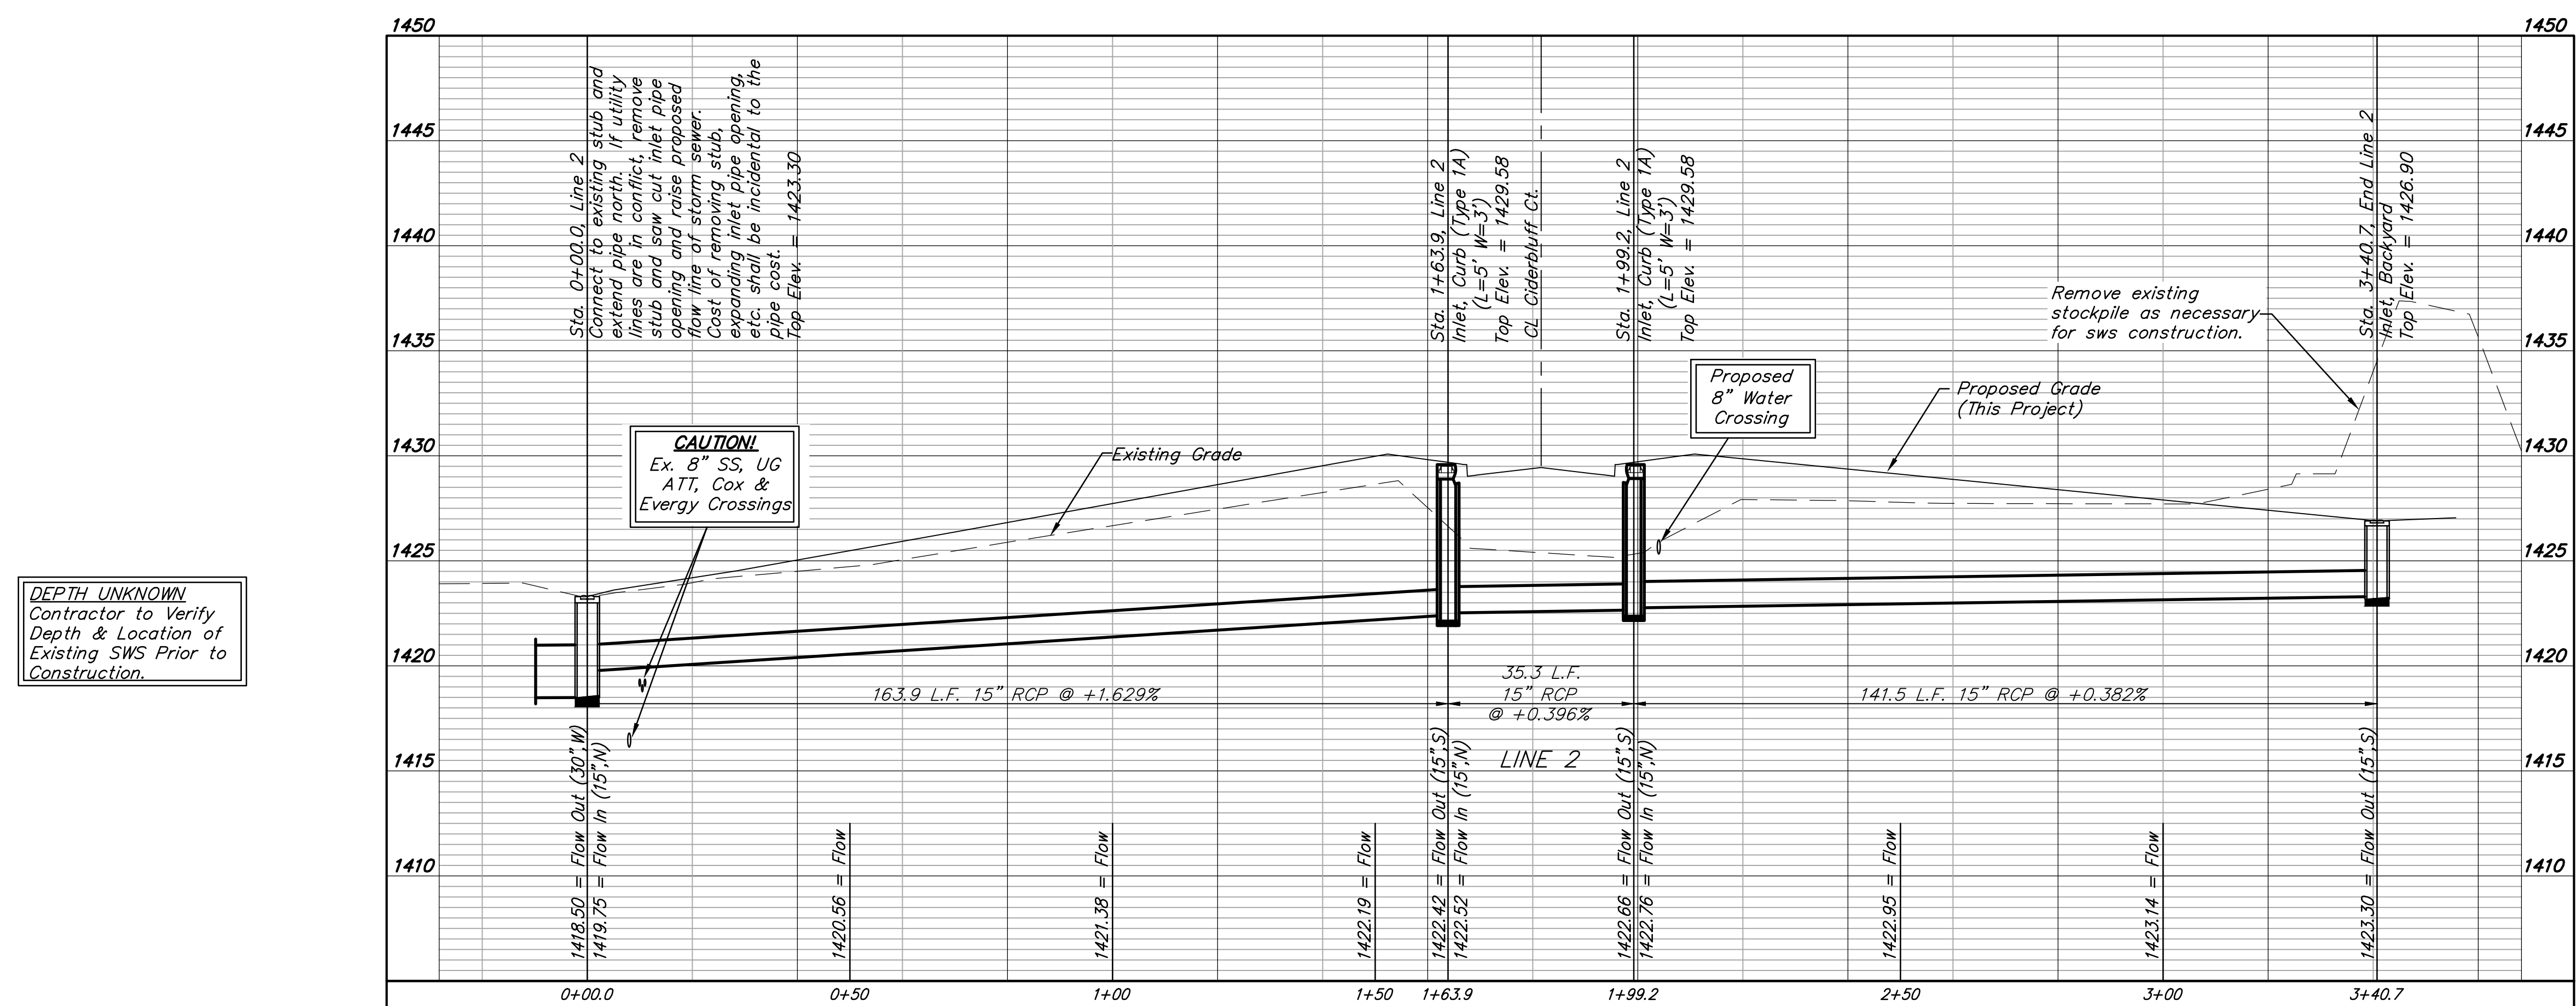 1450
1450
1445
1445
1440
1440
1435
1435
1430
1430
1425
1425
1420
1420
1415
1415
1410
1410
Sta. 0+00.0, Line 2
Connect to existing stub and
extend pipe north. If utility
lines are in conflict, remove
stub and saw cut inlet pipe
opening and raise proposed
flow line of storm sewer.
Cost of removing stub,
expanding inlet pipe opening,
etc. shall be incidental to the
pipe cost.
Top Elev. = 1423.30
Sta. 1+63.9, Line 2
Inlet, Curb (Type 1A)
(L=5' W=3')
Top Elev. = 1429.58
CL Ciderbluff Ct.
Sta. 1+99.2, Line 2
Inlet, Curb (Type 1A)
(L=5' W=3')
Top Elev. = 1429.58
Sta. 3+40.7, End Line 2
Inlet, Backyard
Top Elev. = 1426.90
Remove existing
stockpile as necessary
for sws construction.
Proposed
8" Water
Crossing
Proposed Grade
(This Project)
CAUTION!
Ex. 8" SS, UG
ATT, Cox &
Evergy Crossings
Existing Grade
DEPTH UNKNOWN
Contractor to Verify
Depth & Location of
Existing SWS Prior to
Construction.
163.9 L.F. 15" RCP @ +1.629%
35.3 L.F.
15" RCP
@ +0.396%
141.5 L.F. 15" RCP @ +0.382%
LINE 2
1418.50 = Flow Out (30",W)
1419.75 = Flow In (15",N)
1420.56 = Flow
1421.38 = Flow
1422.19 = Flow
1422.42 = Flow Out (15",S)
1422.52 = Flow In (15",N)
1422.66 = Flow Out (15",S)
1422.76 = Flow In (15",N)
1422.95 = Flow
1423.14 = Flow
1423.30 = Flow Out (15",S)
0+00.0
0+50
1+00
1+50
1+63.9
1+99.2
2+50
3+00
3+40.7